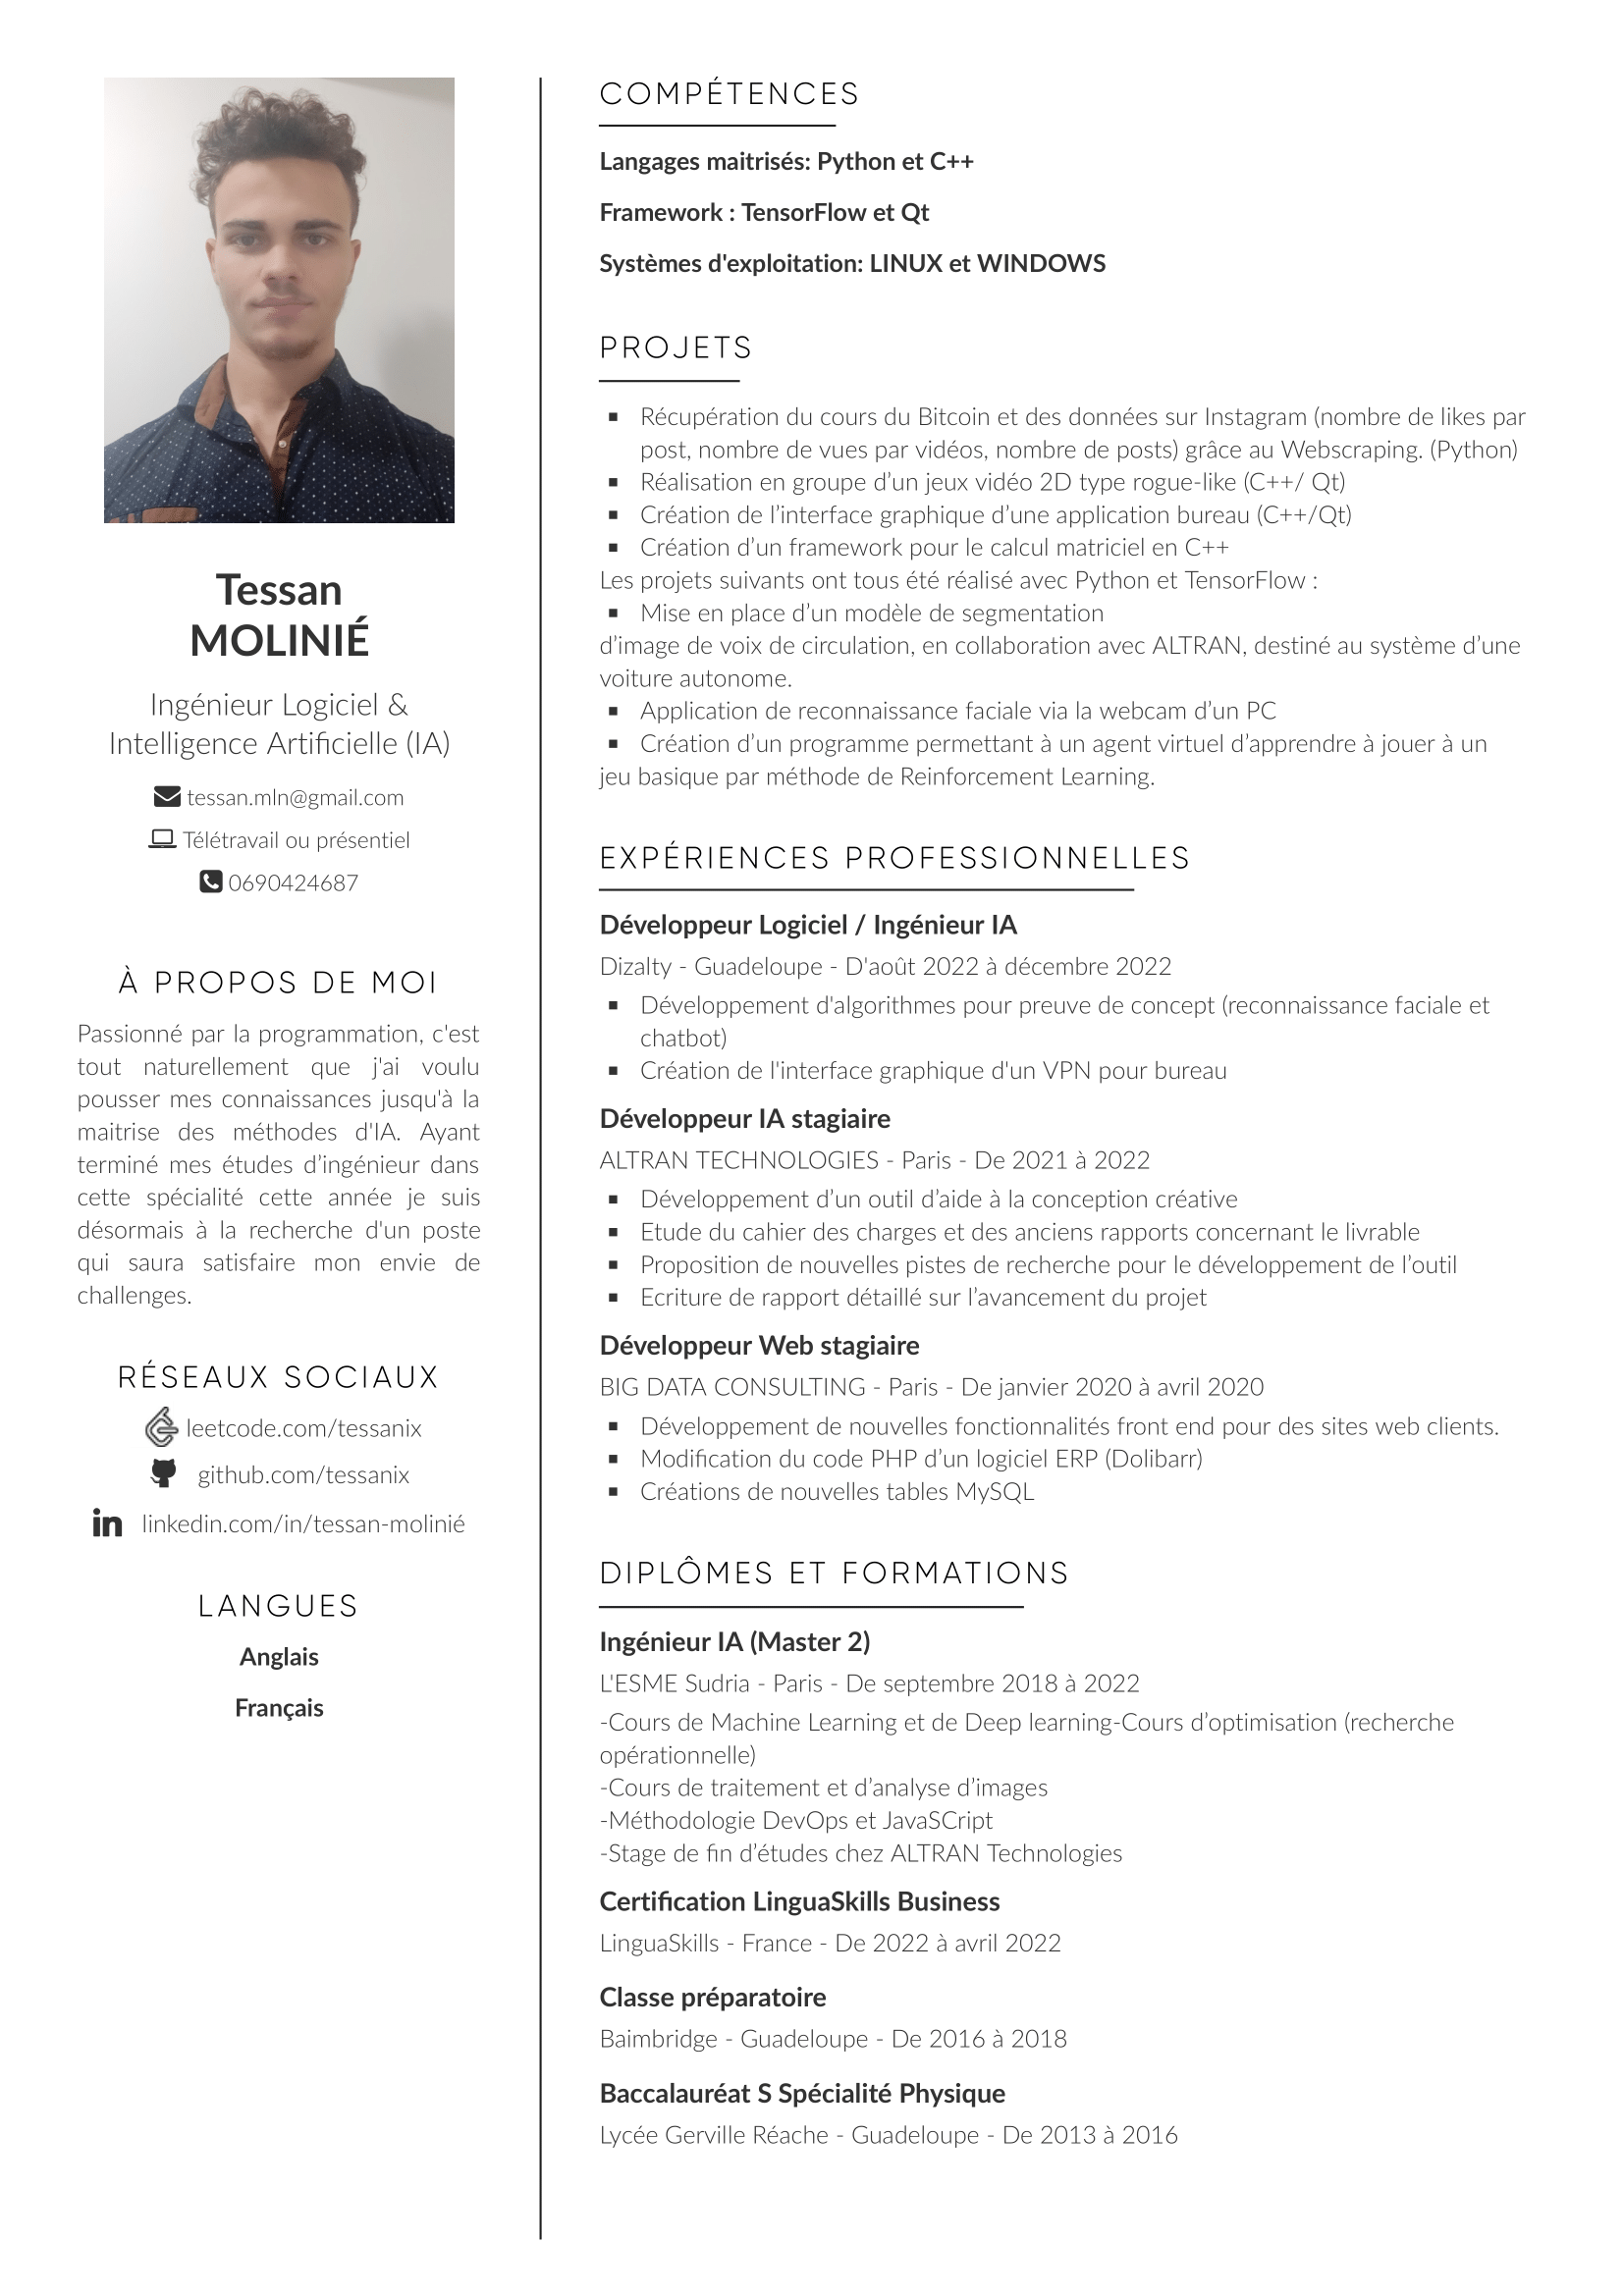 Tessan
MOLINIÉ
Ingénieur Logiciel &
Intelligence Artificielle (IA)
tessan.mln@gmail.com
Télétravail ou présentiel
0690424687
À PROPOS DE MOI
Passionné par la programmation, c'est
tout naturellement que j'ai voulu
pousser mes connaissances jusqu'à la
maitrise des méthodes d'IA. Ayant
terminé mes études d’ingénieur dans
cette spécialité cette année je suis
désormais à la recherche d'un poste
qui saura satisfaire mon envie de
challenges.
RÉSEAUX SOCIAUX
leetcode.com/tessanix
github.com/tessanix
in linkedin.com/in/tessan-molinié
LANGUES
Anglais
Français
COMPÉTENCES
Langages maitrisés: Python et C++
Framework : TensorFlow et Qt
Systèmes d'exploitation: LINUX et WINDOWS
PROJETS
▪ Récupération du cours du Bitcoin et des données sur Instagram (nombre de likes par
post, nombre de vues par vidéos, nombre de posts) grâce au Webscraping. (Python)
▪ Réalisation en groupe d’un jeux vidéo 2D type rogue-like (C++/ Qt)
▪ Création de l’interface graphique d’une application bureau (C++/Qt)
▪ Création d’un framework pour le calcul matriciel en C++
Les projets suivants ont tous été réalisé avec Python et TensorFlow :
▪ Mise en place d’un modèle de segmentation
d’image de voix de circulation, en collaboration avec ALTRAN, destiné au système d’une
voiture autonome.
▪ Application de reconnaissance faciale via la webcam d’un PC
▪ Création d’un programme permettant à un agent virtuel d’apprendre à jouer à un
jeu basique par méthode de Reinforcement Learning.
EXPÉRIENCES PROFESSIONNELLES
Développeur Logiciel / Ingénieur IA
Dizalty - Guadeloupe - D'août 2022 à décembre 2022
▪ Développement d'algorithmes pour preuve de concept (reconnaissance faciale et
chatbot)
▪ Création de l'interface graphique d'un VPN pour bureau
Développeur IA stagiaire
ALTRAN TECHNOLOGIES - Paris - De 2021 à 2022
▪ Développement d’un outil d’aide à la conception créative
▪ Etude du cahier des charges et des anciens rapports concernant le livrable
▪ Proposition de nouvelles pistes de recherche pour le développement de l’outil
▪ Ecriture de rapport détaillé sur l’avancement du projet
Développeur Web stagiaire
BIG DATA CONSULTING - Paris - De janvier 2020 à avril 2020
▪ Développement de nouvelles fonctionnalités front end pour des sites web clients.
▪ Modification du code PHP d’un logiciel ERP (Dolibarr)
▪ Créations de nouvelles tables MySQL
DIPLÔMES ET FORMATIONS
Ingénieur IA (Master 2)
L'ESME Sudria - Paris - De septembre 2018 à 2022
-Cours de Machine Learning et de Deep learning-Cours d’optimisation (recherche
opérationnelle)
-Cours de traitement et d’analyse d’images
-Méthodologie DevOps et JavaSCript
-Stage de fin d’études chez ALTRAN Technologies
Certification LinguaSkills Business
LinguaSkills - France - De 2022 à avril 2022
Classe préparatoire
Baimbridge - Guadeloupe - De 2016 à 2018
Baccalauréat S Spécialité Physique
Lycée Gerville Réache - Guadeloupe - De 2013 à 2016